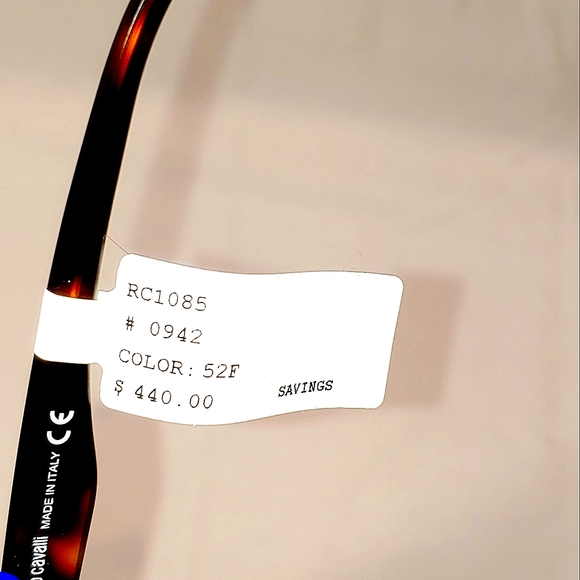 RC1085
# 0942
COLOR: 52F
$ 440.00
SAVINGS
CE
MADE IN ITALY
cavalli